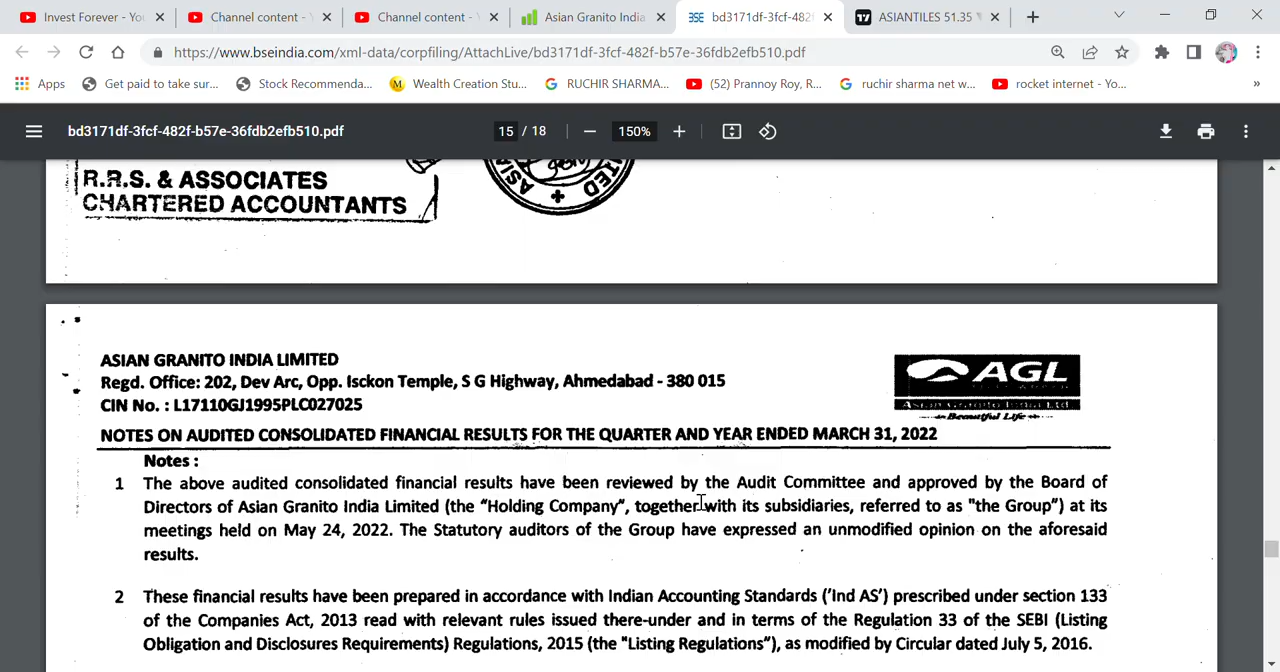 Invest Forever - You
Channel content -
Channel content -
Asian Granito India
BSE
bd3171df-3fcf-482f
ASIANTILES 51.35
https://www.bseindia.com/xml-data/corpfiling/AttachLive/bd3171df-3fcf-482f-b57e-36fdb2efb510.pdf
Apps
Get paid to take sur...
Stock Recommenda...
Wealth Creation Stu...
RUCHIR SHARMA...
(52) Prannoy Roy, R...
ruchir sharma net w...
rocket internet - Yo...
»
bd3171df-3fcf-482f-b57e-36fdb2efb510.pdf
15 / 18
150%
R.R.S. & ASSOCIATES
CHARTERED ACCOUNTANTS
ASIAN GRANITO INDIA LIMITED
Regd. Office: 202, Dev Arc, Opp. Isckon Temple, S G Highway, Ahmedabad - 380 015
CIN No. : L17110GJ1995PLC027025
AGL
Asian Granito India Ltd.
Beautiful Life
NOTES ON AUDITED CONSOLIDATED FINANCIAL RESULTS FOR THE QUARTER AND YEAR ENDED MARCH 31, 2022
Notes :
1 The above audited consolidated financial results have been reviewed by the Audit Committee and approved by the Board of
Directors of Asian Granito India Limited (the "Holding Company", together with its subsidiaries, referred to as "the Group") at its
meetings held on May 24, 2022. The Statutory auditors of the Group have expressed an unmodified opinion on the aforesaid
results.
2 These financial results have been prepared in accordance with Indian Accounting Standards ('Ind AS') prescribed under section 133
of the Companies Act, 2013 read with relevant rules issued there-under and in terms of the Regulation 33 of the SEBI (Listing
Obligation and Disclosures Requirements) Regulations, 2015 (the "Listing Regulations"), as modified by Circular dated July 5, 2016.